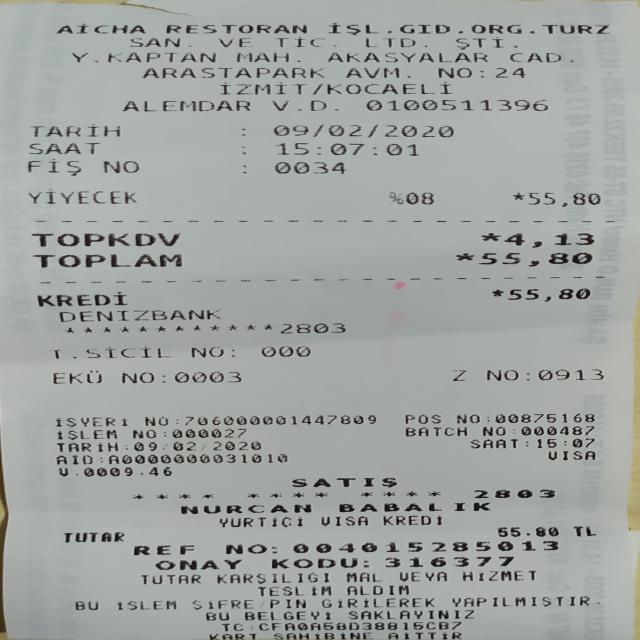 AİCHA RESTORAN İŞL.GID.ORG.TURZ
SAN. VE TİC. LTD. ŞTİ.
Y.KAPTAN MAH. AKASYALAR CAD.
ARASTAPARK AVM. NO:24
İZMİT/KOCAELİ
ALEMDAR V.D. 0100511396
TARİH : 09/02/2020
SAAT : 15:07:01
FİŞ NO : 0034
YİYECEK %08 *55,80
TOPKDV *4,13
TOPLAM *55,80
KREDİ *55,80
DENIZBANK
************2803
T.SİCİL NO: 000
EKÜ NO:0003 Z NO:0913
İŞYERİ NO:706000001447809 POS NO:00875168
İŞLEM NO:000027 BATCH NO:000487
TARİH:09/02/2020 SAAT:15:07
AID:A0000000031010 VISA
V.0009.46
SATIŞ
**** **** **** 2803
NURCAN BABALIK
YURTİÇİ VISA KREDİ
TUTAR 55.80 TL
REF NO: 004015285013
ONAY KODU: 316377
TUTAR KARŞILIĞI MAL VEYA HİZMET
TESLİM ALDIM
BU İŞLEM ŞİFRE/PIN GİRİLEREK YAPILMIŞTIR.
BU BELGEYİ SAKLAYINIZ
TC:CFAA0A58D38815CB7
KART SAHİBİNE AİTTİR